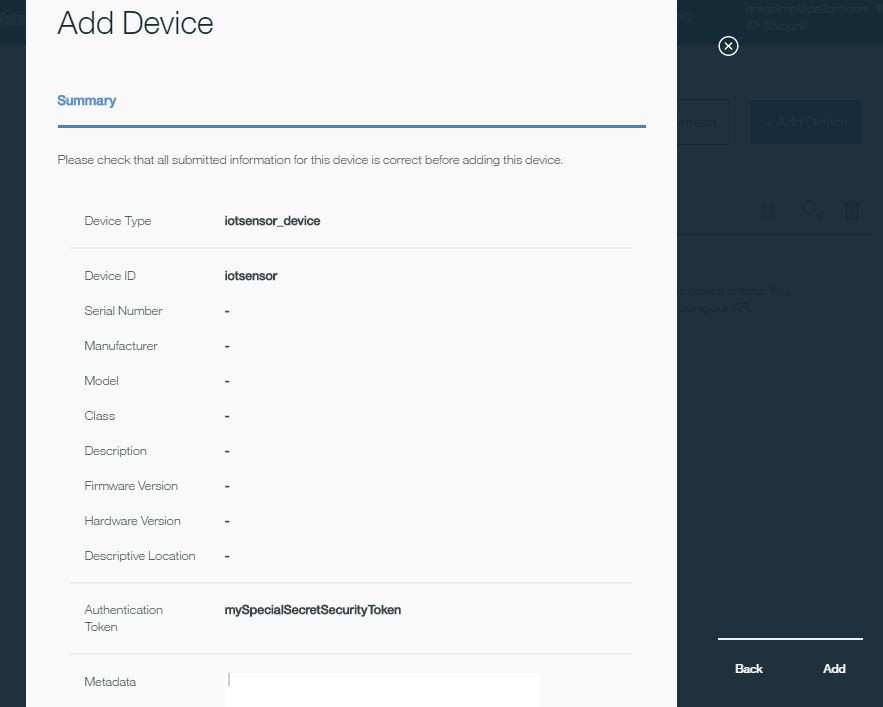 Add Device
Summary
+ Add Device
Please check that all submitted information for this device is correct before adding this device.
Device Type iotsensor_device
Device ID iotsensor
Serial Number -
Manufacturer -
Model -
Class -
Description -
Firmware Version -
Hardware Version -
Descriptive Location -
Authentication Token mySpecialSecretSecurityToken
Metadata
Back Add